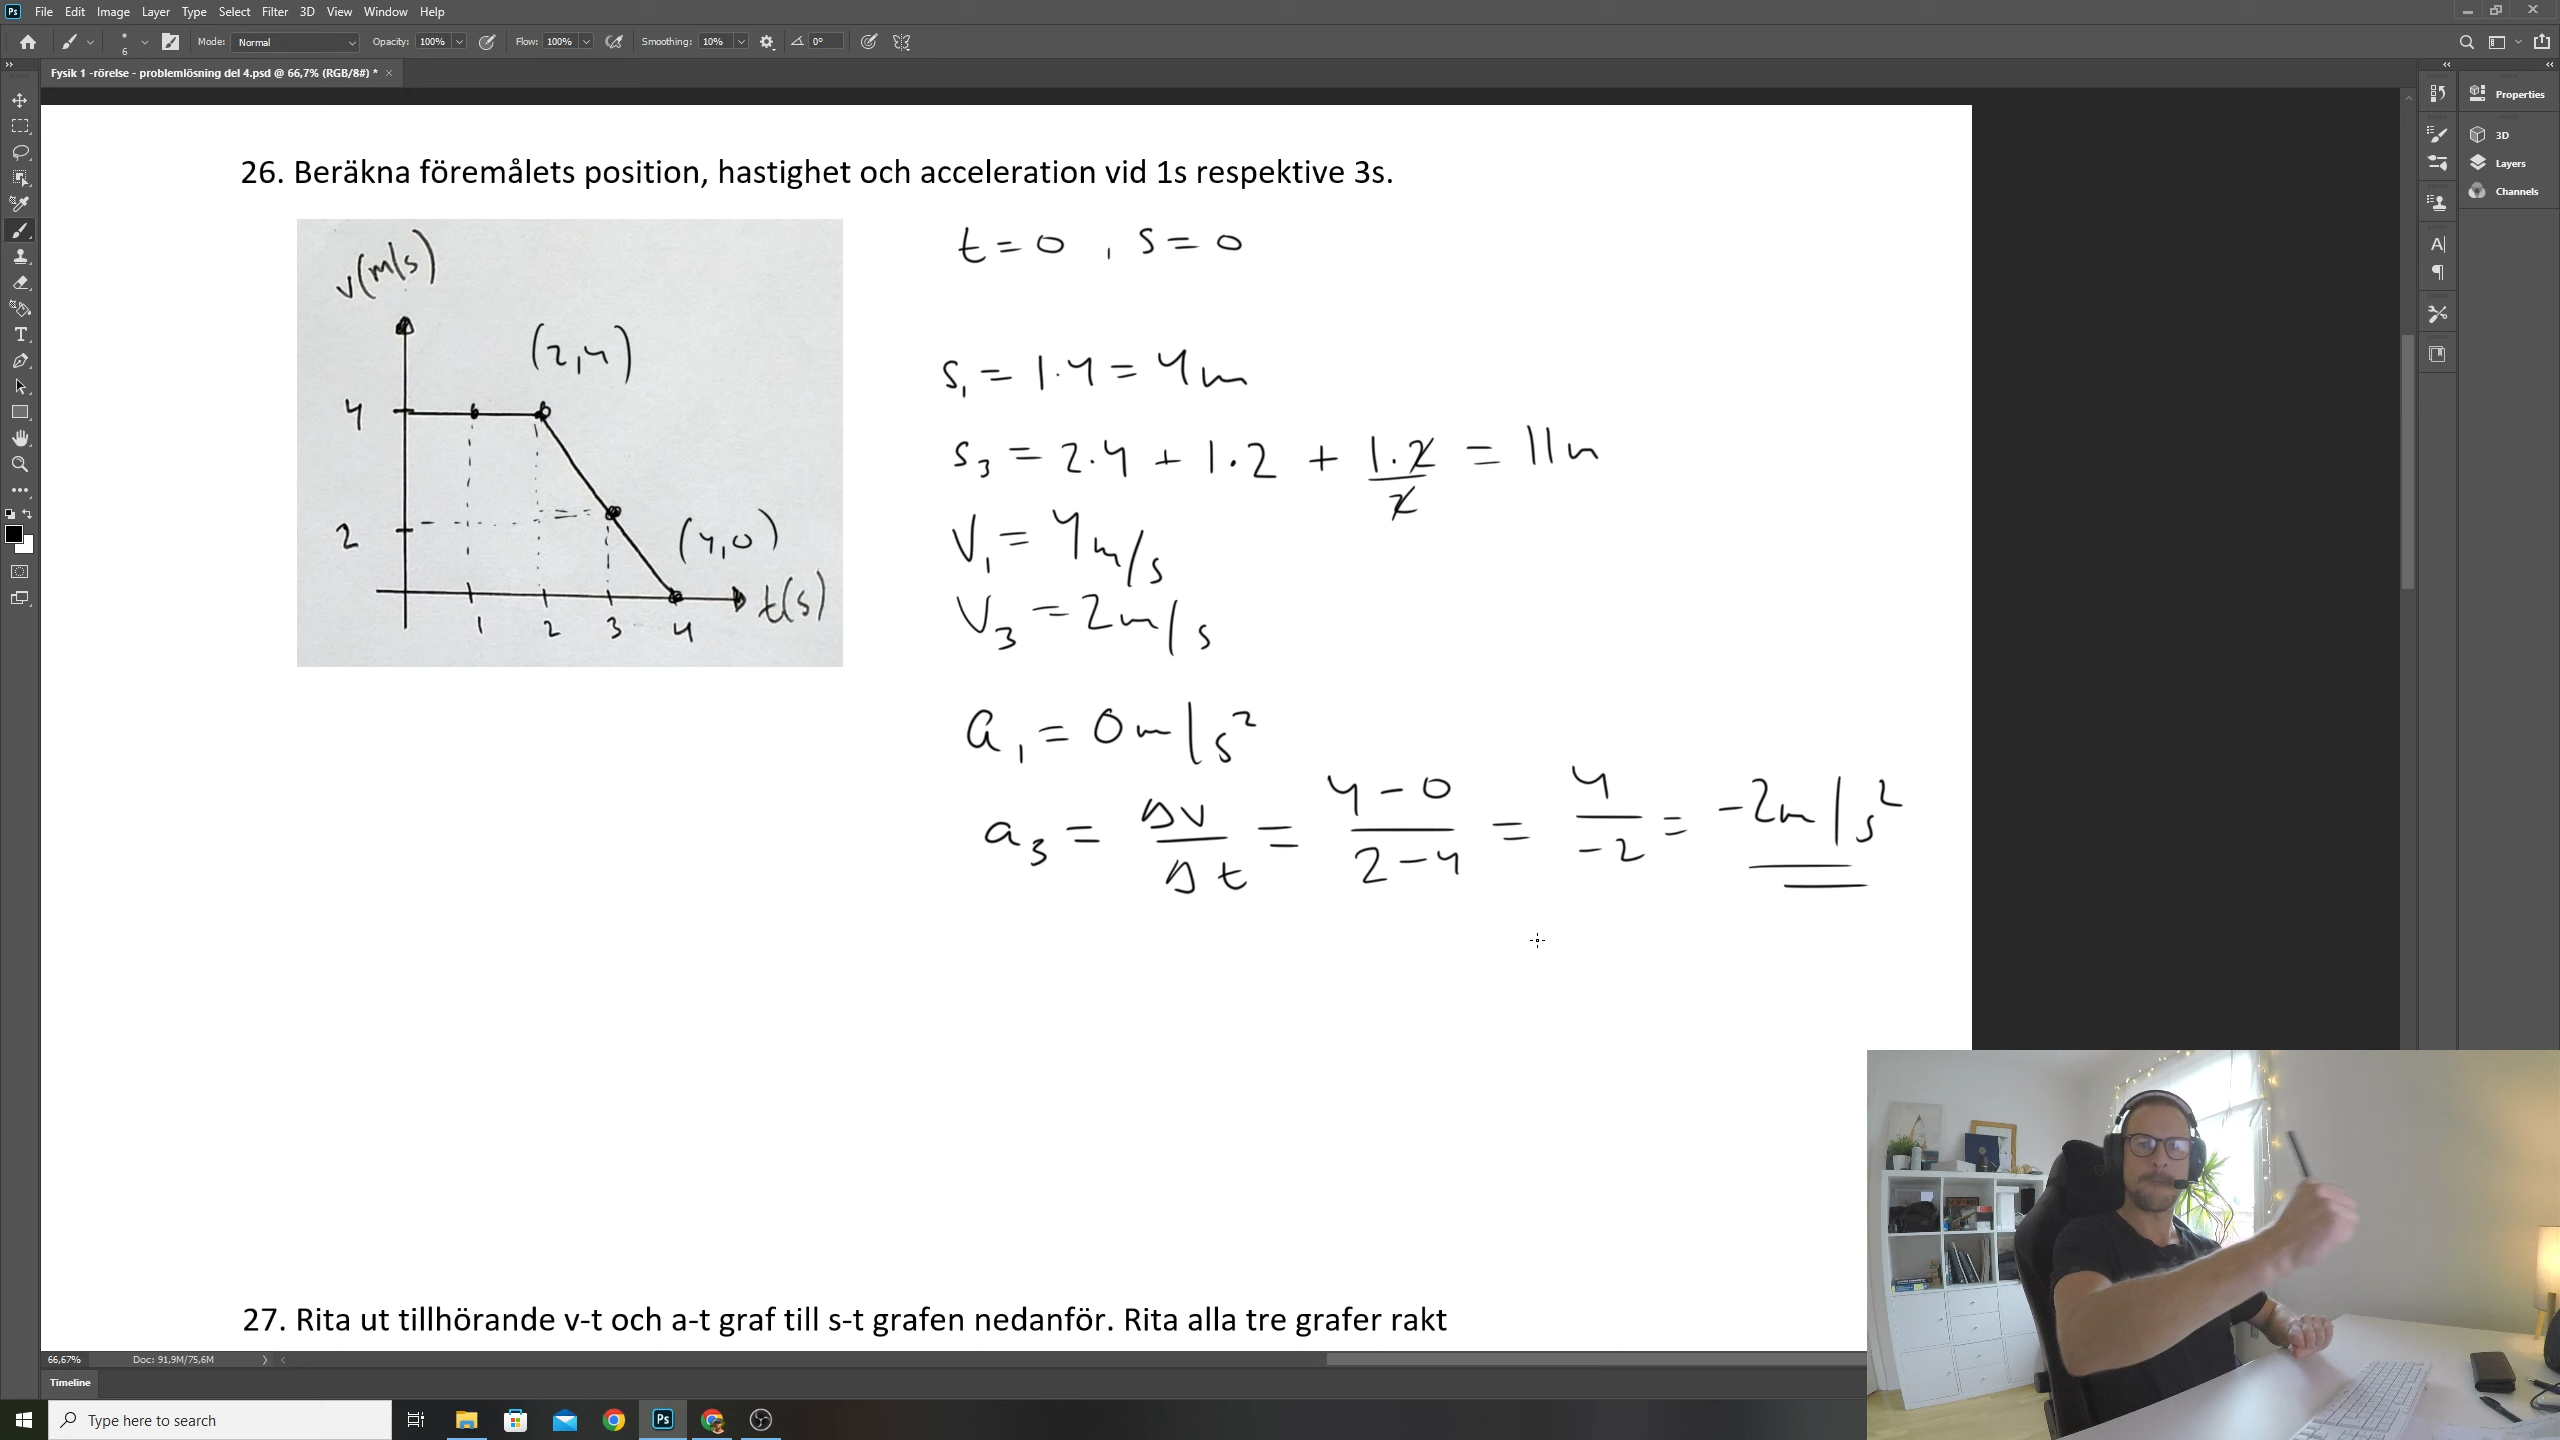 Ps File Edit Image Layer Type Select Filter 3D View Window Help
6 Mode: Normal Opacity: 100% Flow: 100% Smoothing: 10% 0°
Fysik 1 -rörelse - problemlösning del 4.psd @ 66,7% (RGB/8#) * ×
Properties
3D
Layers
Channels
26. Beräkna föremålets position, hastighet och acceleration vid 1s respektive 3s.
v(m/s)
(2,4)
4
2
(4,0)
t(s)
1 2 3 4
t = 0 , s = 0
s₁ = 1·4 = 4m
s₃ = 2·4 + 1·2 + 1·2/2 = 11m
v₁ = 4m/s
v₃ = 2m/s
a₁ = 0m/s²
a₃ = Δv/Δt = 4-0/2-4 = 4/-2 = -2m/s²
27. Rita ut tillhörande v-t och a-t graf till s-t grafen nedanför. Rita alla tre grafer rakt
66,67% Doc: 91,9M/75,6M
Timeline
Type here to search